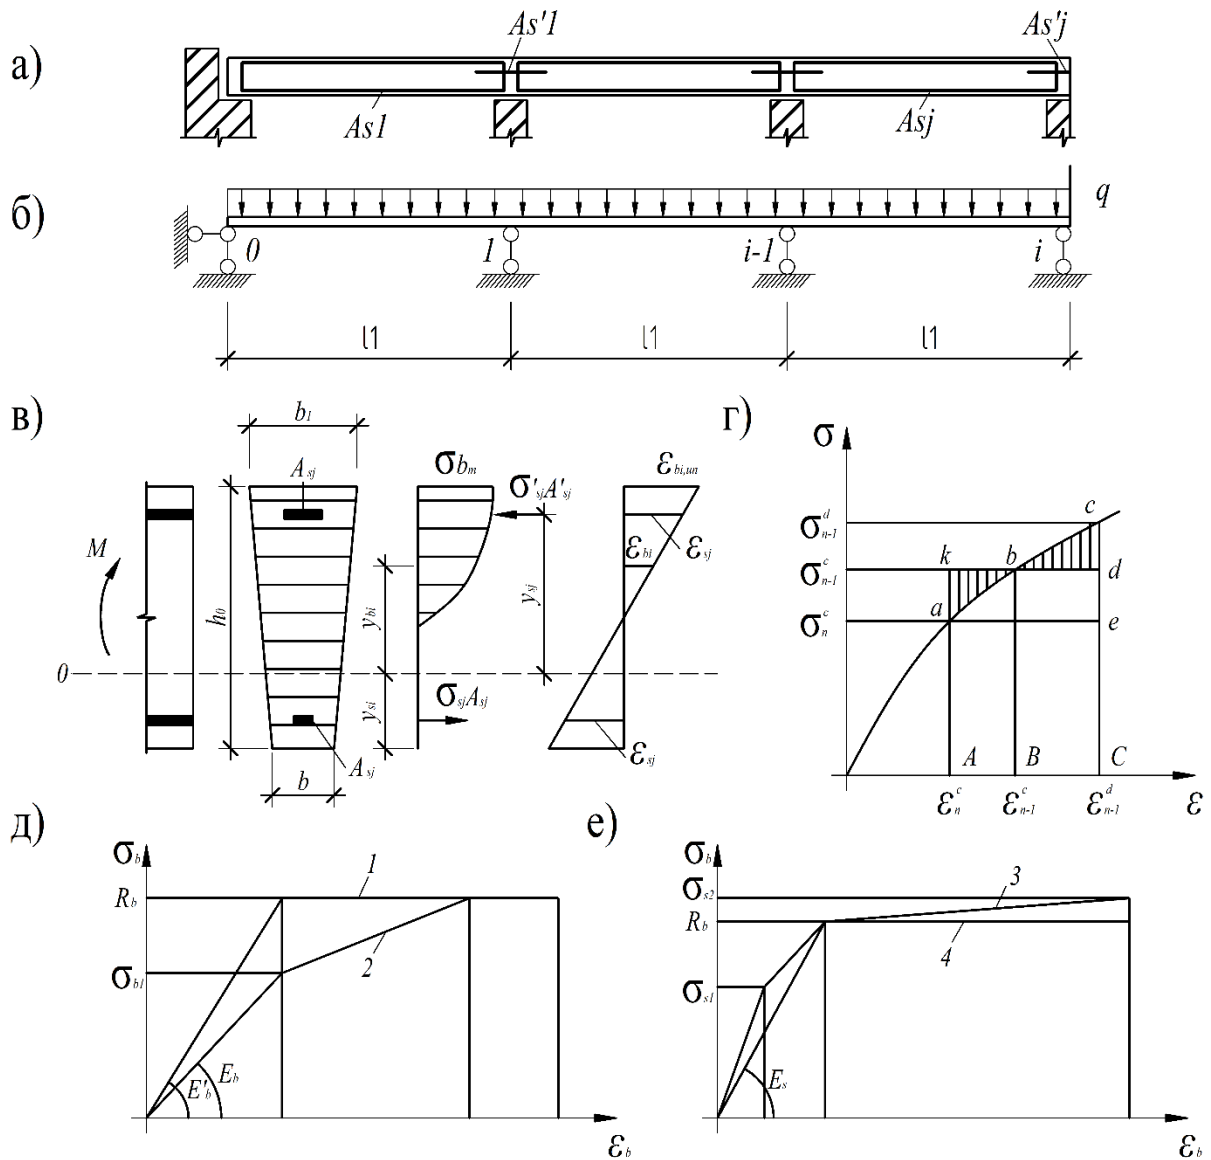 а)
As'1
As'j
As1
Asj
б)
q
0
1
i-1
i
l1
l1
l1
в)
b1
Asj
M
h0
0
b
Asj
σbm
σ'sjA'sj
ybi
ysj
ysi
σsjAsj
εbi,un
εbi
εsj
εsj
г)
σ
σᵈn-1
σᶜn-1
σᶜn
k
b
c
a
d
e
A
B
C
εᶜn
εᶜn-1
εᵈn-1
ε
д)
σb
Rb
σb1
1
2
E'b
Eb
εb
е)
σb
σs2
Rb
σs1
3
4
Es
εb